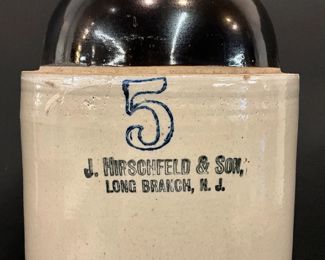 5
J. HIRSCHFELD & SON,
LONG BRANCH, N. J.